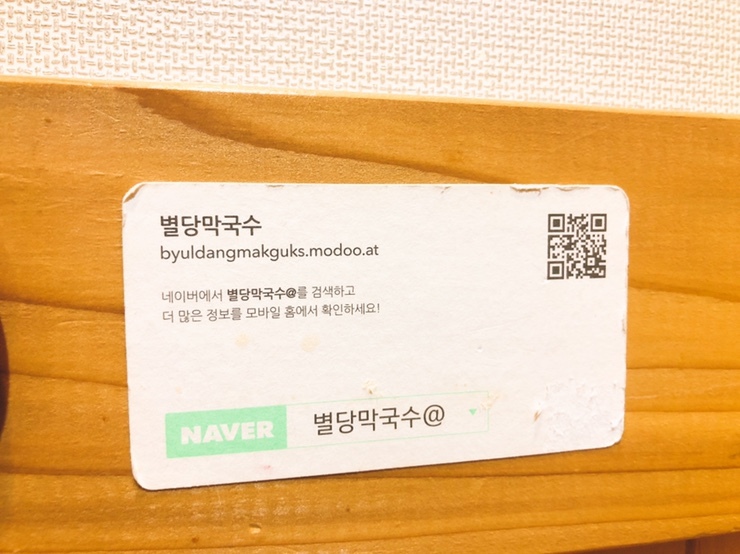 별당막국수
byuldangmakguks.modoo.at
네이버에서 별당막국수@를 검색하고
더 많은 정보를 모바일 홈에서 확인하세요!
NAVER 별당막국수@